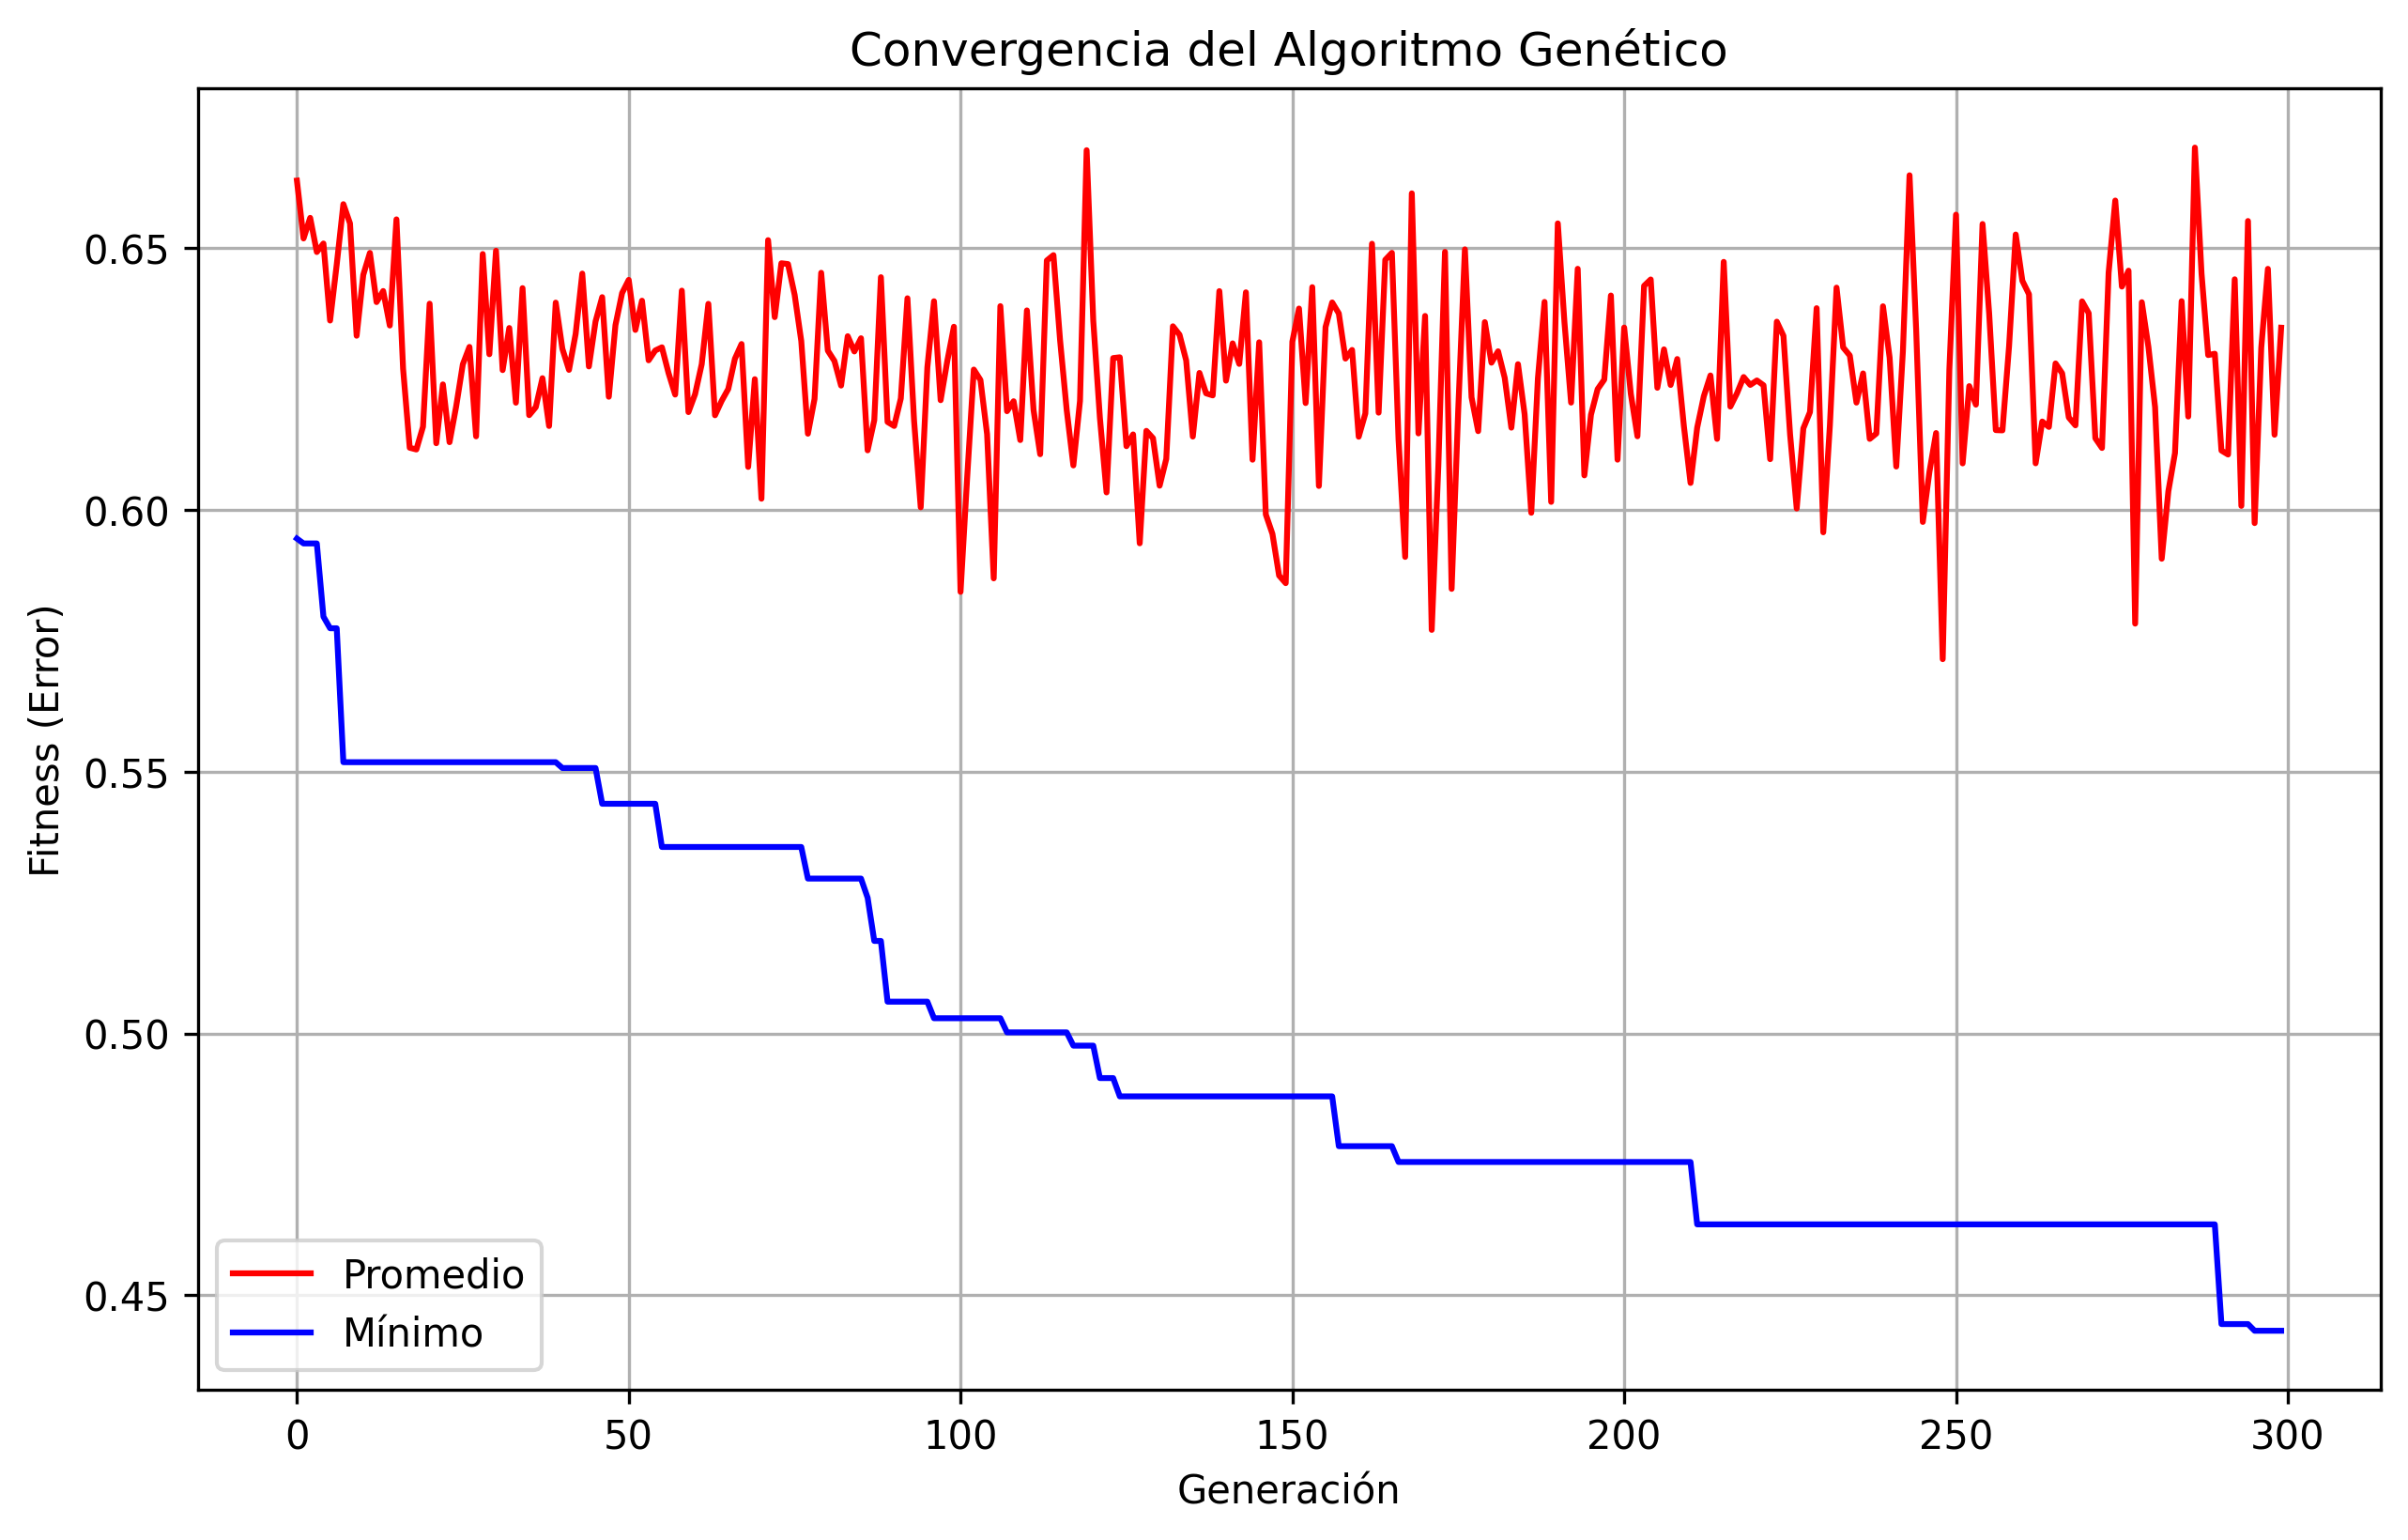 Convergencia del Algoritmo Genético
Fitness (Error)
0.65
0.60
0.55
0.50
0.45
Promedio
Mínimo
0 50 100 150 200 250 300
Generación